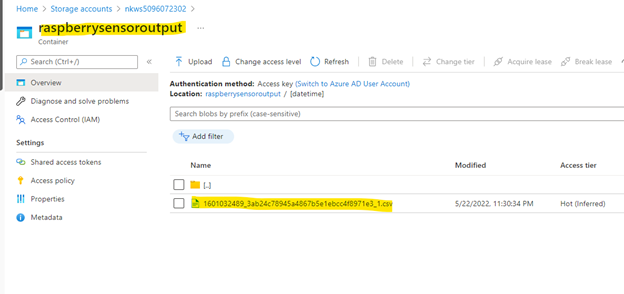 Home > Storage accounts > nkws5096072302 >
raspberrysensoroutput ...
Container
Search (Ctrl+/) «
Upload Change access level Refresh Delete Change tier Acquire lease Break lease
Overview
Diagnose and solve problems
Access Control (IAM)
Settings
Shared access tokens
Access policy
Properties
Metadata
Authentication method: Access key (Switch to Azure AD User Account)
Location: raspberrysensoroutput / [datetime]
Search blobs by prefix (case-sensitive)
Add filter
Name Modified Access tier
[..]
1601032489_3ab24c78945a4867b5e1ebcc4f8971e3_1.csv 5/22/2022, 11:30:34 PM Hot (Inferred)